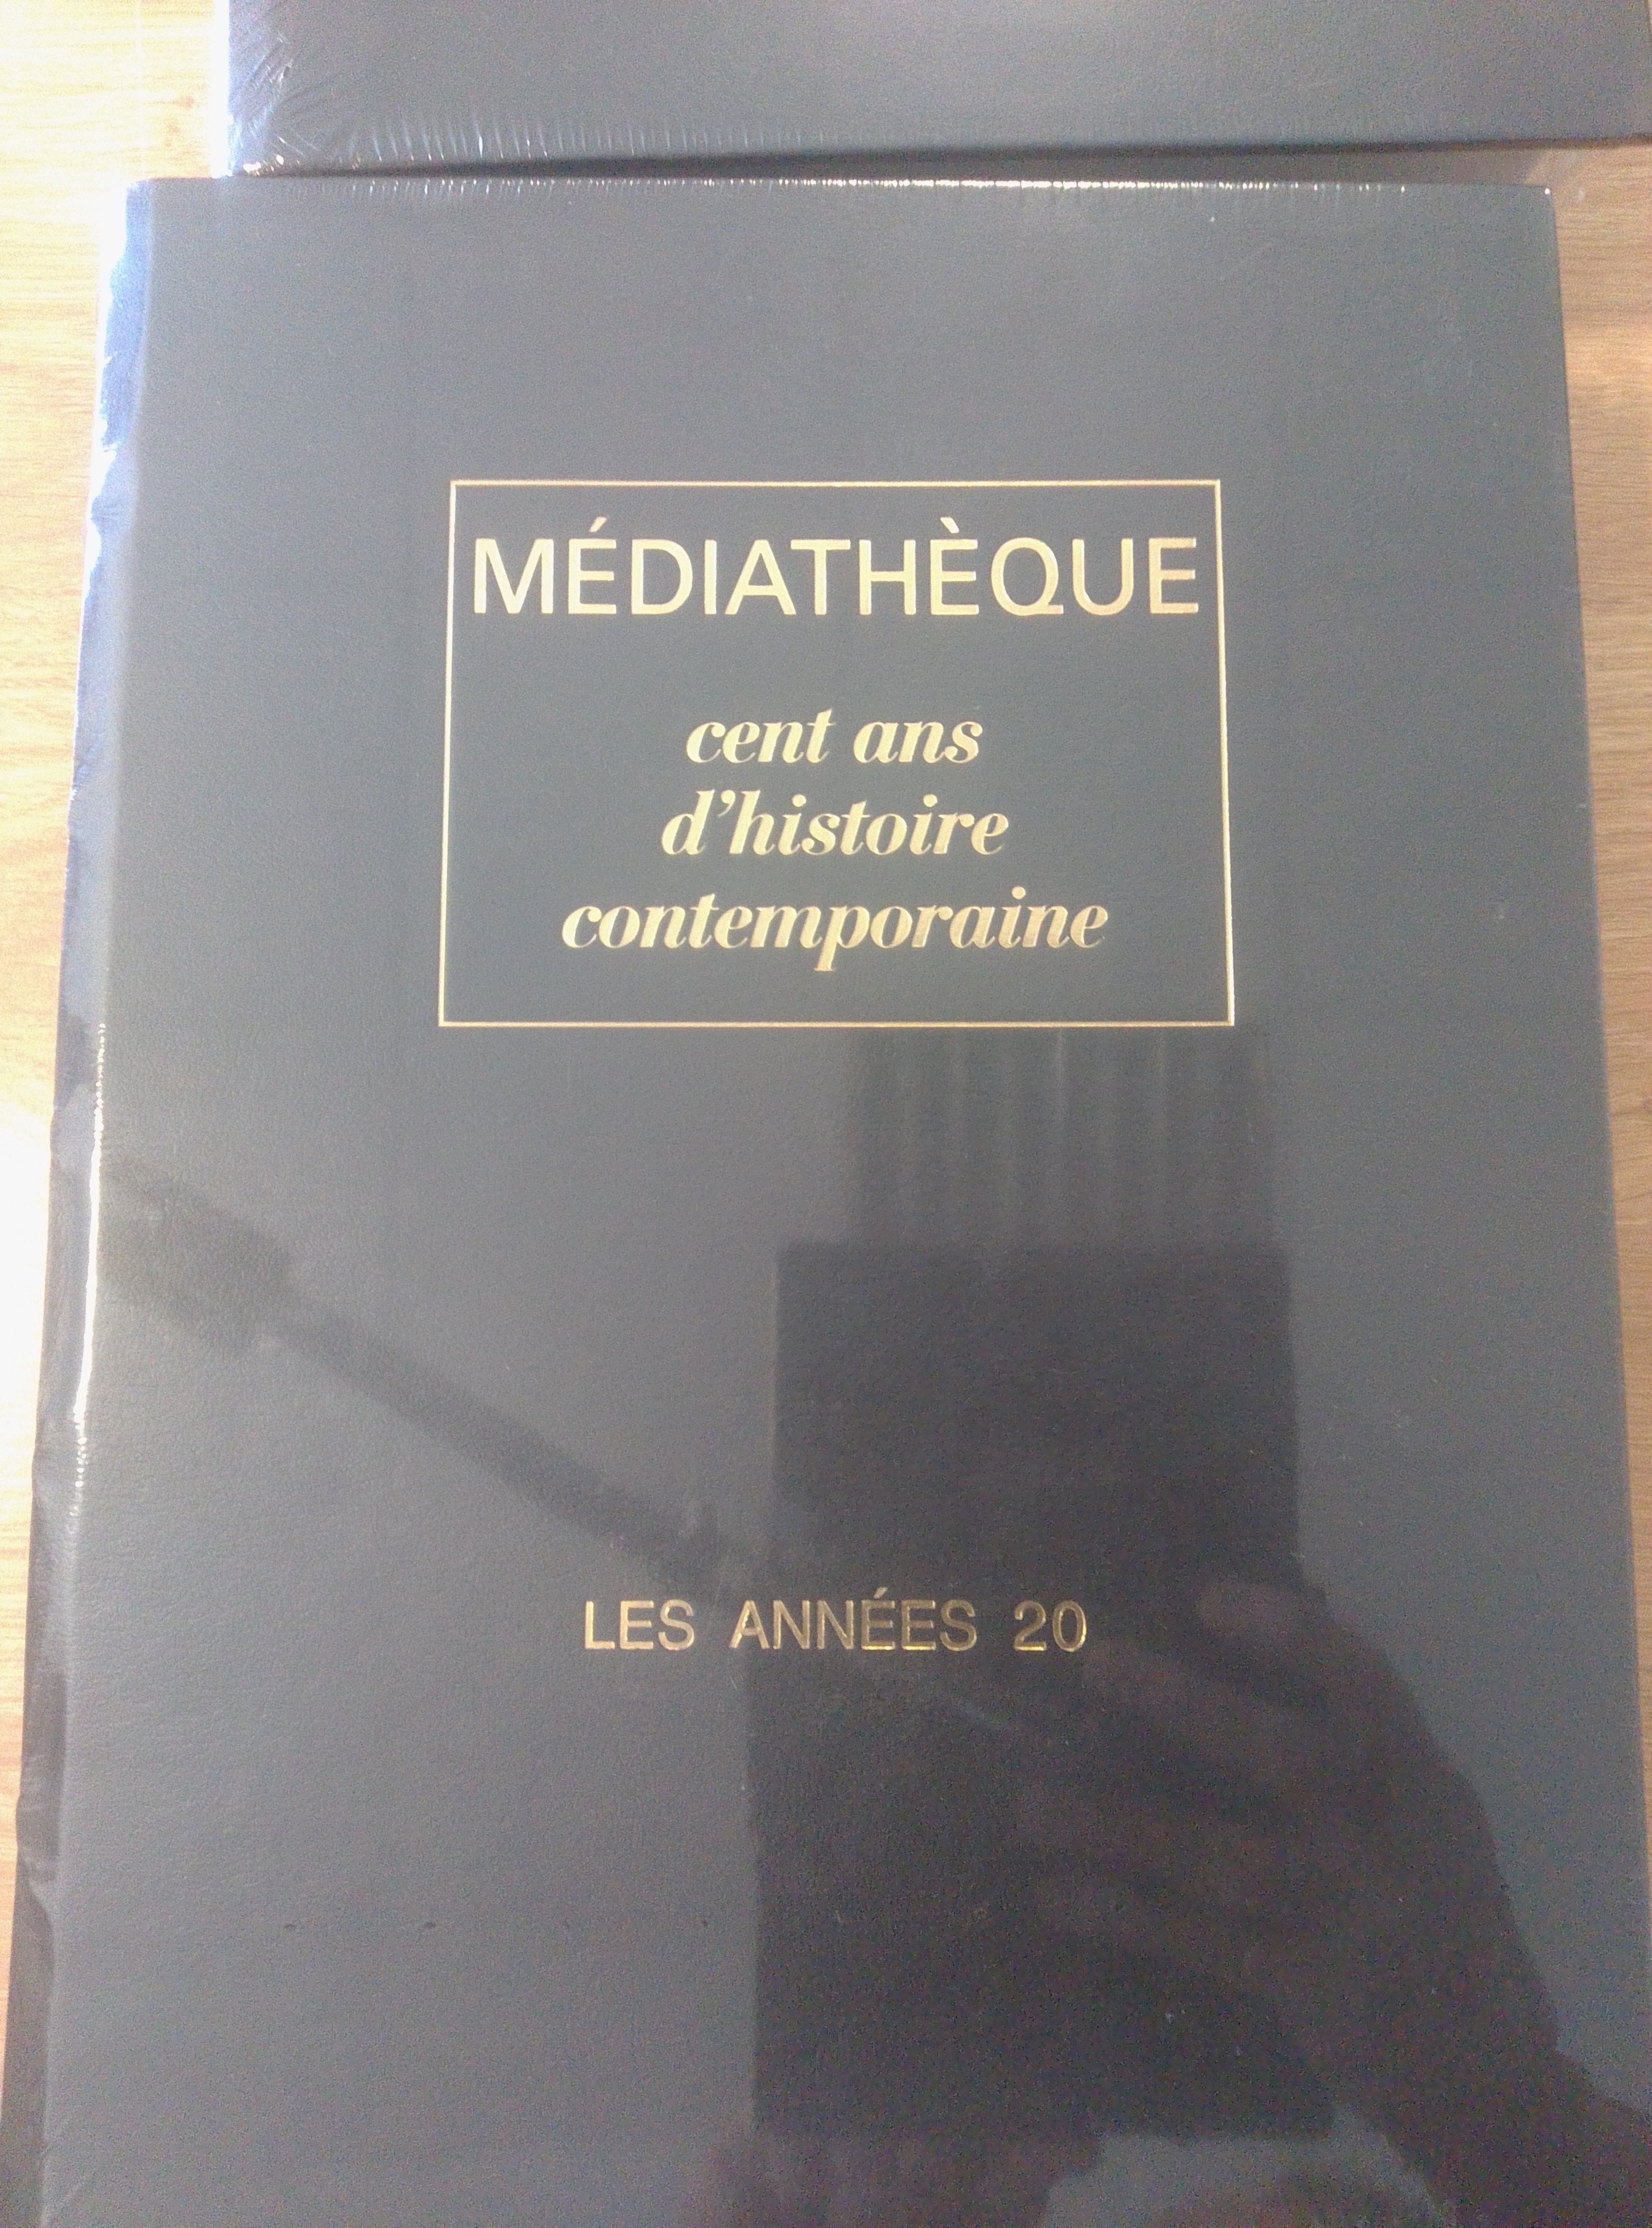 MÉDIATHÈQUE
cent ans
d'histoire
contemporaine
LES ANNÉES 20